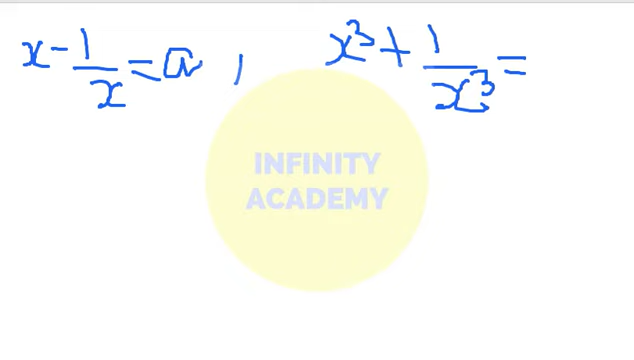 x - 1/x = a , x³ + 1/x³ =
INFINITY
ACADEMY